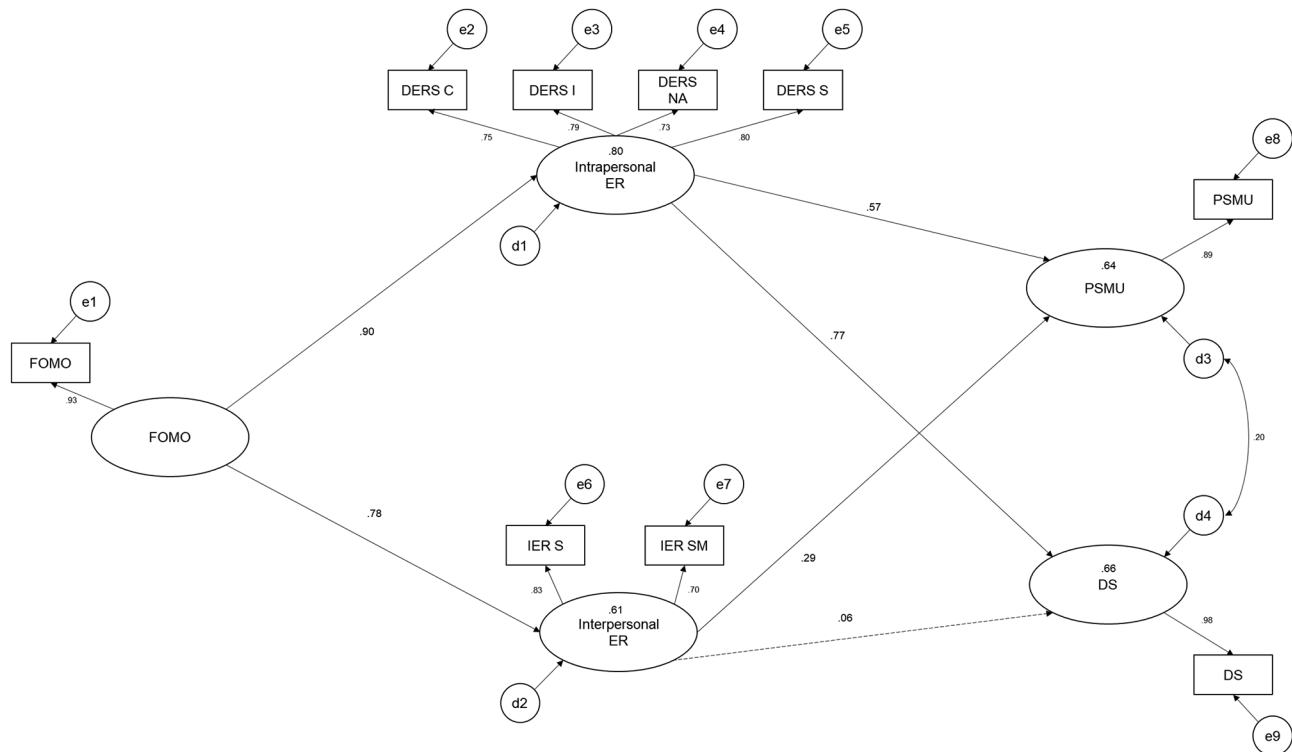 e2
e3
e4
e5
DERS C
DERS I
DERS
NA
DERS S
.75
.79
.73
.80
.80
Intrapersonal
ER
d1
e8
PSMU
.89
.57
.64
PSMU
d3
e1
FOMO
.93
FOMO
.90
.77
.78
.20
e6
e7
IER S
IER SM
.83
.70
.61
Interpersonal
ER
d2
.29
.06
d4
.66
DS
.98
DS
e9